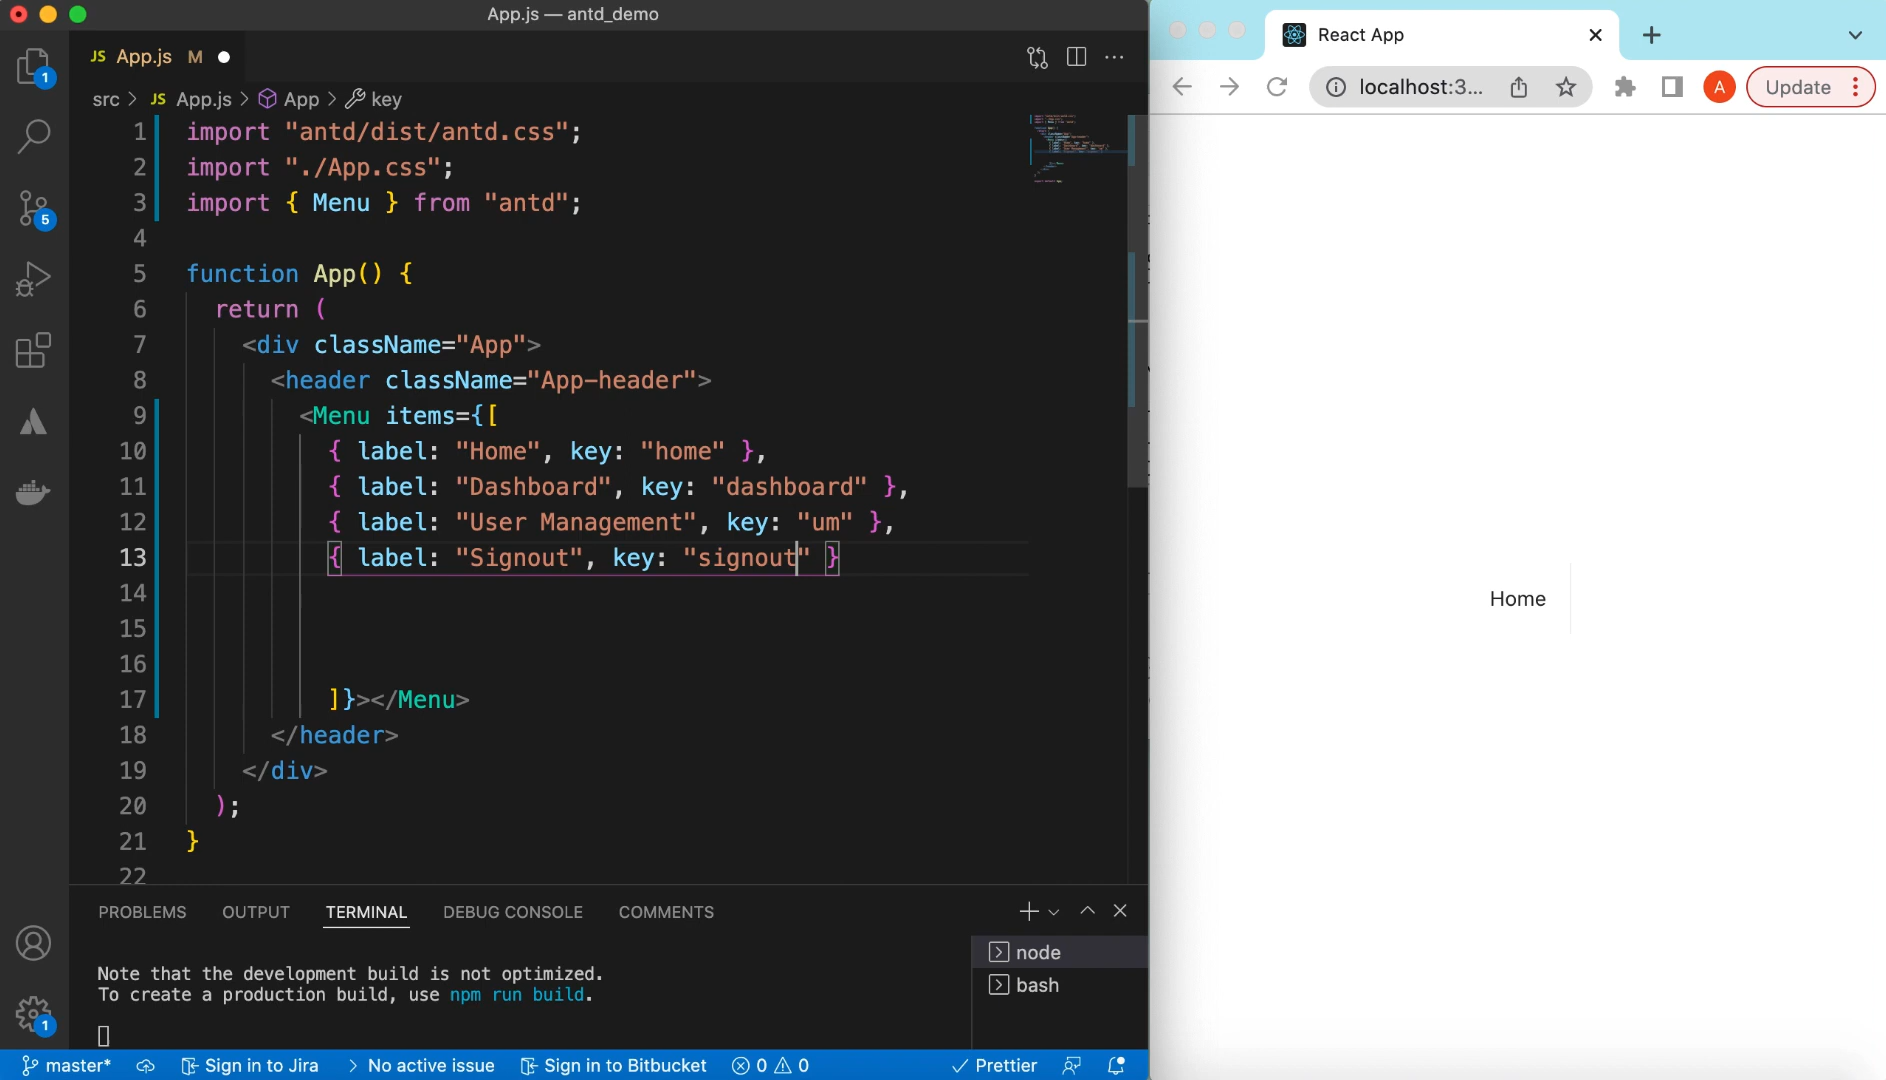 App.js — antd_demo
JS App.js M
src > JS App.js > App > key
1 import "antd/dist/antd.css";
2 import "./App.css";
3 import { Menu } from "antd";
4
5 function App() {
6 return (
7 <div className="App">
8 <header className="App-header">
9 <Menu items={[
10 { label: "Home", key: "home" },
11 { label: "Dashboard", key: "dashboard" },
12 { label: "User Management", key: "um" },
13 { label: "Signout", key: "signout" }
14
15
16
17 ]}></Menu>
18 </header>
19 </div>
20 );
21 }
22
PROBLEMS OUTPUT TERMINAL DEBUG CONSOLE COMMENTS
Note that the development build is not optimized.
To create a production build, use npm run build.
node
bash
1
5
1
master* Sign in to Jira > No active issue Sign in to Bitbucket 0 0 Prettier
React App
localhost:3... A Update
Home